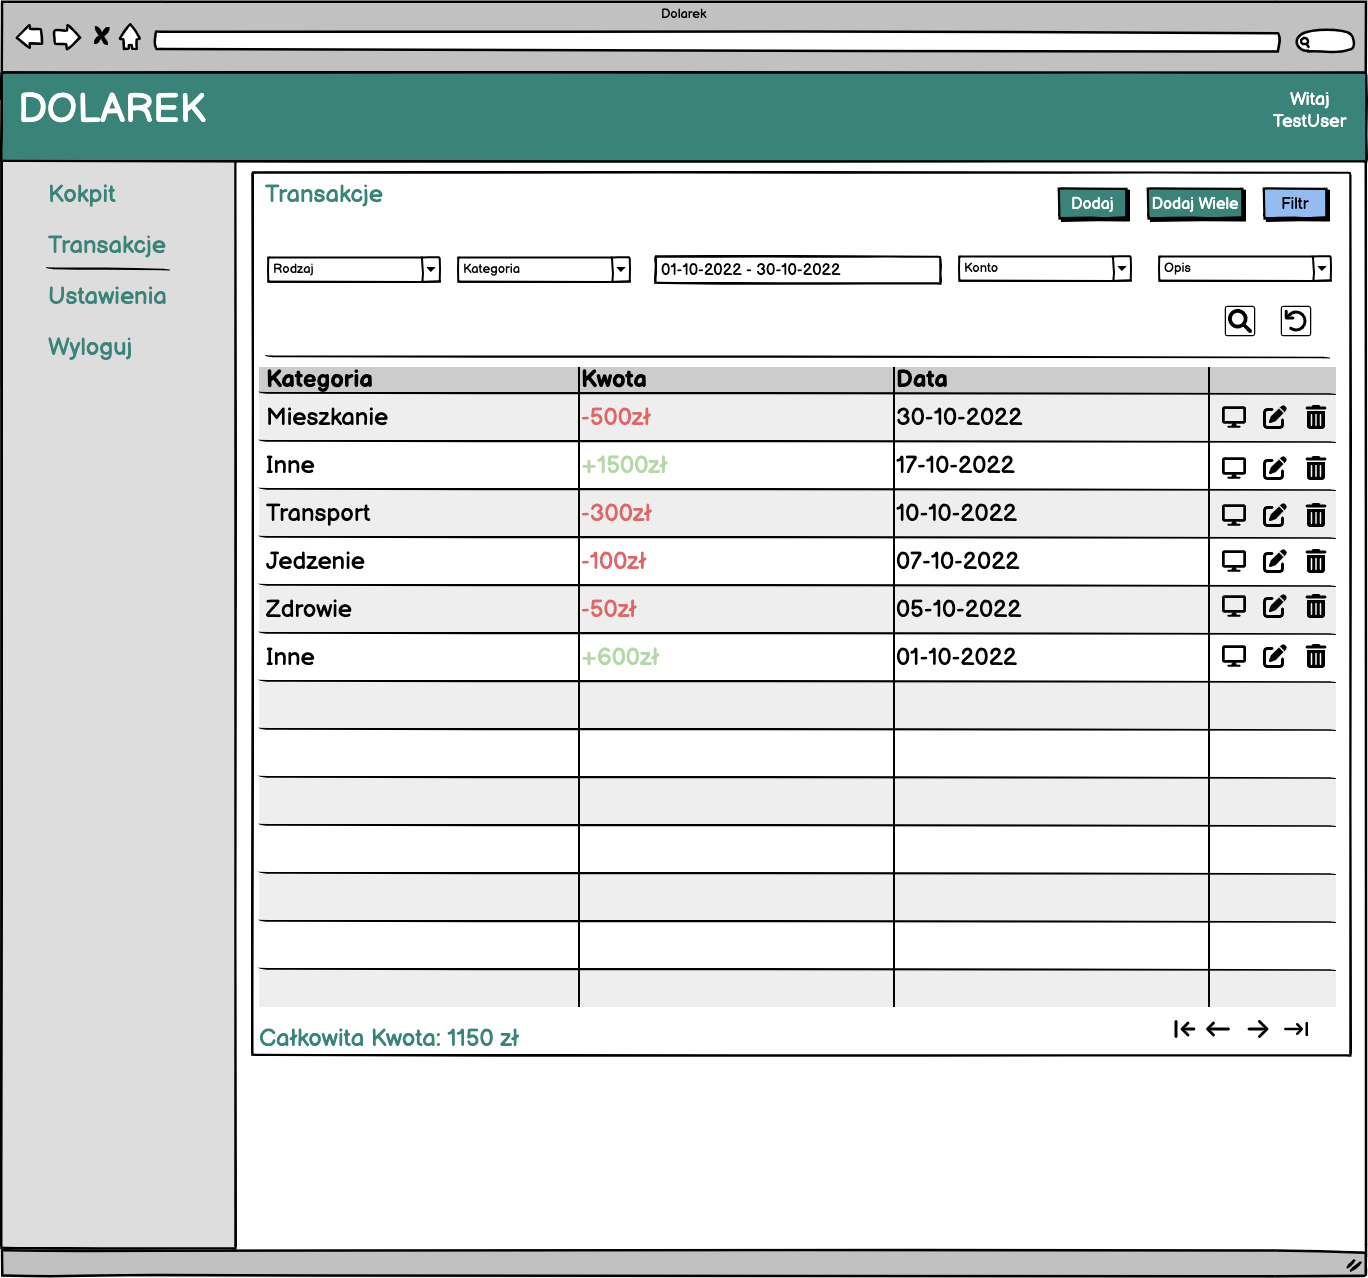 Dolarek
DOLAREK
Witaj
TestUser
Kokpit
Transakcje
Ustawienia
Wyloguj
Transakcje
Dodaj
Dodaj Wiele
Filtr
Rodzaj
Kategoria
01-10-2022 - 30-10-2022
Konto
Opis
Kategoria Kwota Data
Mieszkanie -500zł 30-10-2022
Inne +1500zł 17-10-2022
Transport -300zł 10-10-2022
Jedzenie -100zł 07-10-2022
Zdrowie -50zł 05-10-2022
Inne +600zł 01-10-2022
Całkowita Kwota: 1150 zł